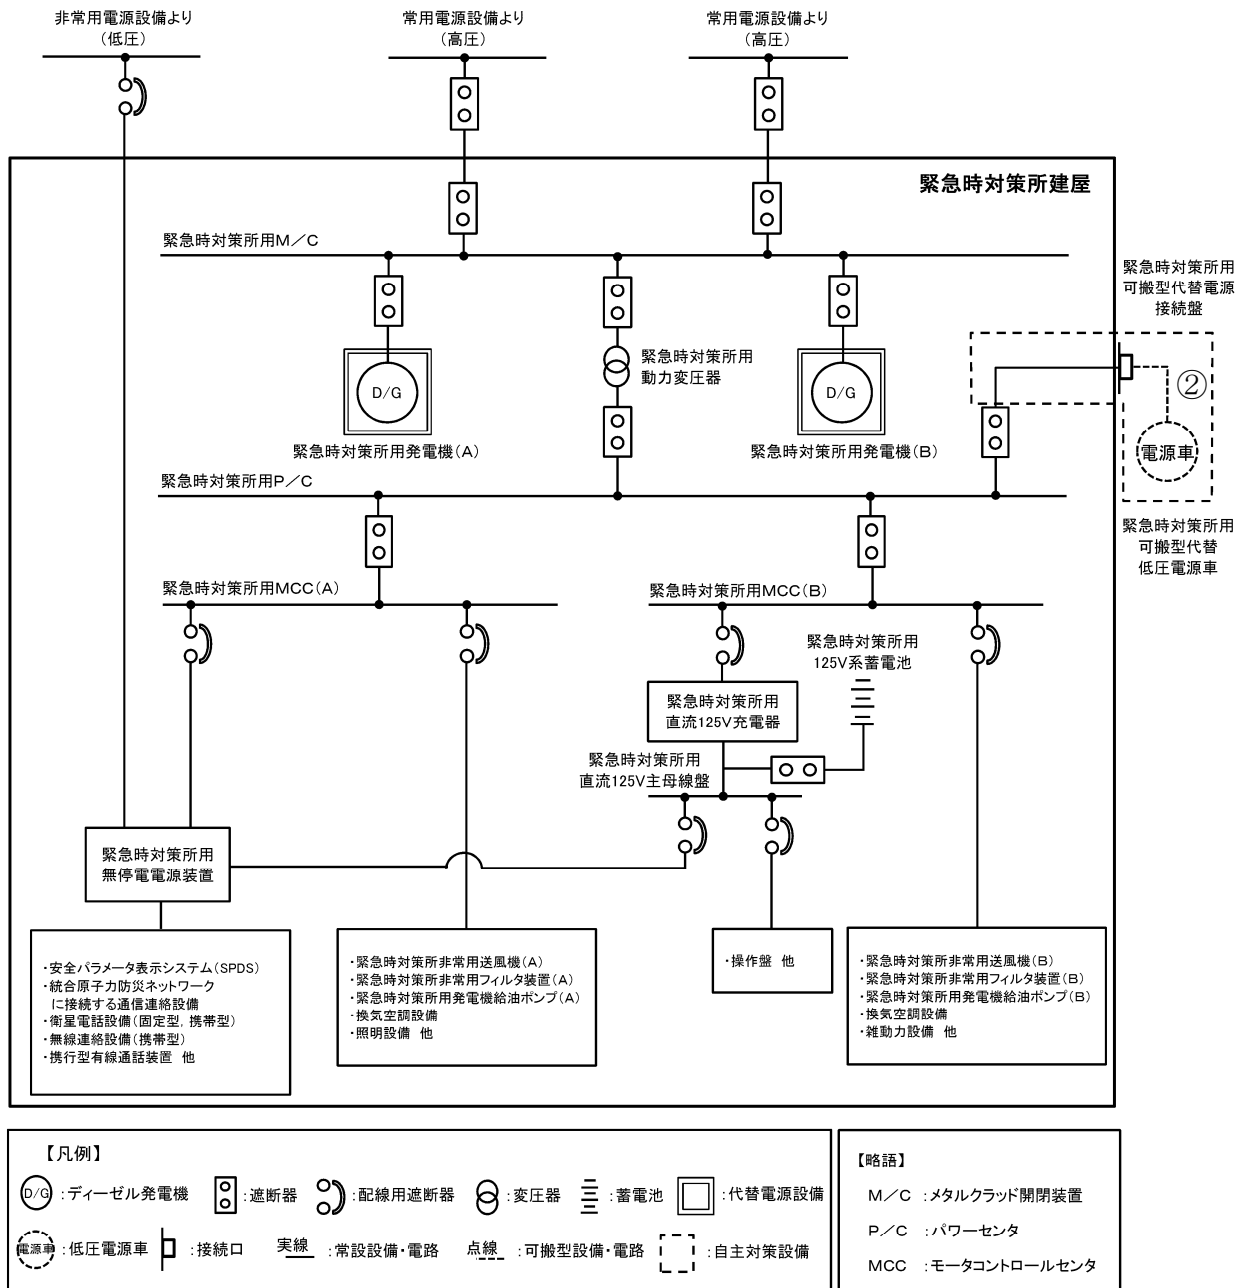 非常用電源設備より
(低圧)
常用電源設備より
(高圧)
常用電源設備より
(高圧)
緊急時対策所建屋
緊急時対策所用M/C
緊急時対策所用
可搬型代替電源
接続盤
緊急時対策所用
動力変圧器
D/G
D/G
②
電源車
緊急時対策所用発電機(A)
緊急時対策所用発電機(B)
緊急時対策所用P/C
緊急時対策所用
可搬型代替
低圧電源車
緊急時対策所用MCC(A)
緊急時対策所用MCC(B)
緊急時対策所用
125V系蓄電池
緊急時対策所用
直流125V充電器
緊急時対策所用
直流125V主母線盤
緊急時対策所用
無停電電源装置
・安全パラメータ表示システム(SPDS)
・統合原子力防災ネットワーク
に接続する通信連絡設備
・衛星電話設備(固定型, 携帯型)
・無線連絡設備(携帯型)
・携行型有線通話装置 他
・緊急時対策所非常用送風機(A)
・緊急時対策所非常用フィルタ装置(A)
・緊急時対策所用発電機給油ポンプ(A)
・換気空調設備
・照明設備 他
・操作盤 他
・緊急時対策所非常用送風機(B)
・緊急時対策所非常用フィルタ装置(B)
・緊急時対策所用発電機給油ポンプ(B)
・換気空調設備
・雑動力設備 他
【凡例】
D/G :ディーゼル発電機 :遮断器 :配線用遮断器 :変圧器 :蓄電池 :代替電源設備
電源車 :低圧電源車 :接続口 実線 :常設設備・電路 点線 :可搬型設備・電路 :自主対策設備
【略語】
M/C :メタルクラッド開閉装置
P/C :パワーセンタ
MCC :モータコントロールセンタ